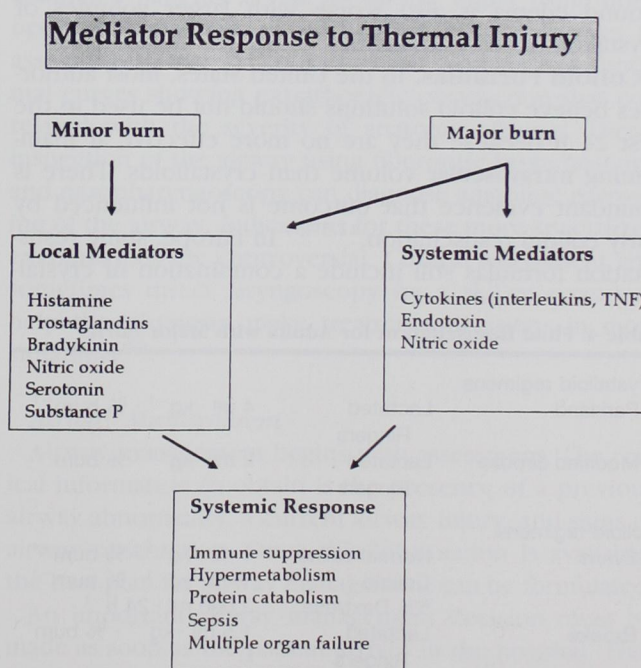 Mediator Response to Thermal Injury
Minor burn
Major burn
Local Mediators
Histamine
Prostaglandins
Bradykinin
Nitric oxide
Serotonin
Substance P
Systemic Mediators
Cytokines (interleukins, TNF)
Endotoxin
Nitric oxide
Systemic Response
Immune suppression
Hypermetabolism
Protein catabolism
Sepsis
Multiple organ failure